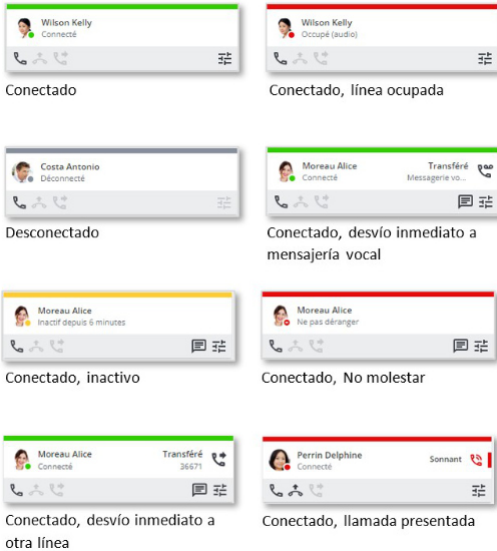 Wilson Kelly
Connecté
Conectado
Wilson Kelly
Occupé (audio)
Conectado, línea ocupada
Costa Antonio
Déconnecté
Desconectado
Moreau Alice
Connecté
Transféré
Messagerie vo...
Conectado, desvío inmediato a
mensajería vocal
Moreau Alice
Inactif depuis 6 minutes
Conectado, inactivo
Moreau Alice
Ne pas déranger
Conectado, No molestar
Moreau Alice
Connecté
Transféré
36671
Conectado, desvío inmediato a
otra línea
Perrin Delphine
Connecté
Sonnant
Conectado, llamada presentada